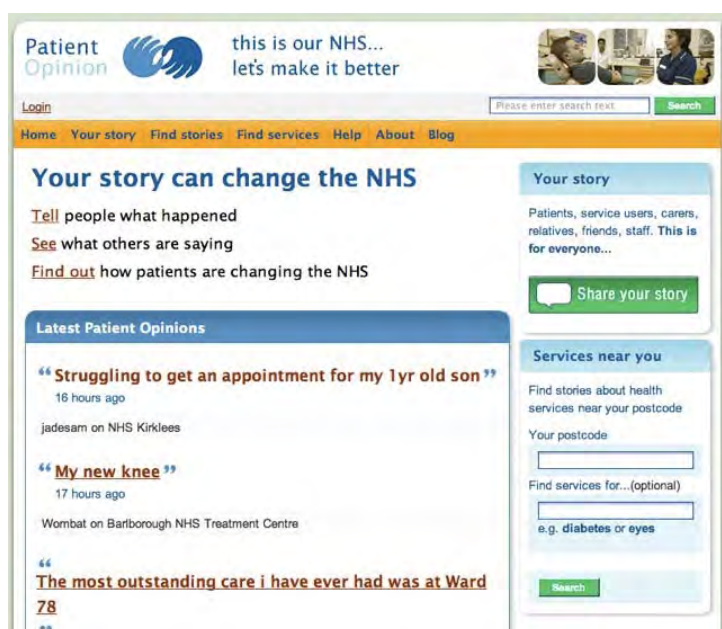 Patient
Opinion
this is our NHS...
let's make it better
Login
Please enter search text
Search
Home Your story Find stories Find services Help About Blog
Your story can change the NHS
Tell people what happened
See what others are saying
Find out how patients are changing the NHS
Latest Patient Opinions
“Struggling to get an appointment for my 1yr old son”
16 hours ago
jadesam on NHS Kirklees
“My new knee”
17 hours ago
Wombat on Barlborough NHS Treatment Centre
“
The most outstanding care i have ever had was at Ward
78
”
Your story
Patients, service users, carers,
relatives, friends, staff. This is
for everyone...
Share your story
Services near you
Find stories about health
services near your postcode
Your postcode
Find services for...(optional)
e.g. diabetes or eyes
Search